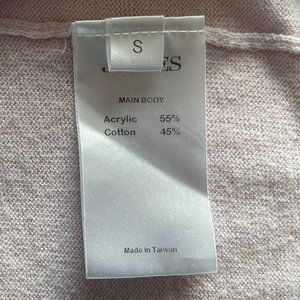 S
MAIN BODY
Acrylic 55%
Cotton 45%
Made In Taiwan